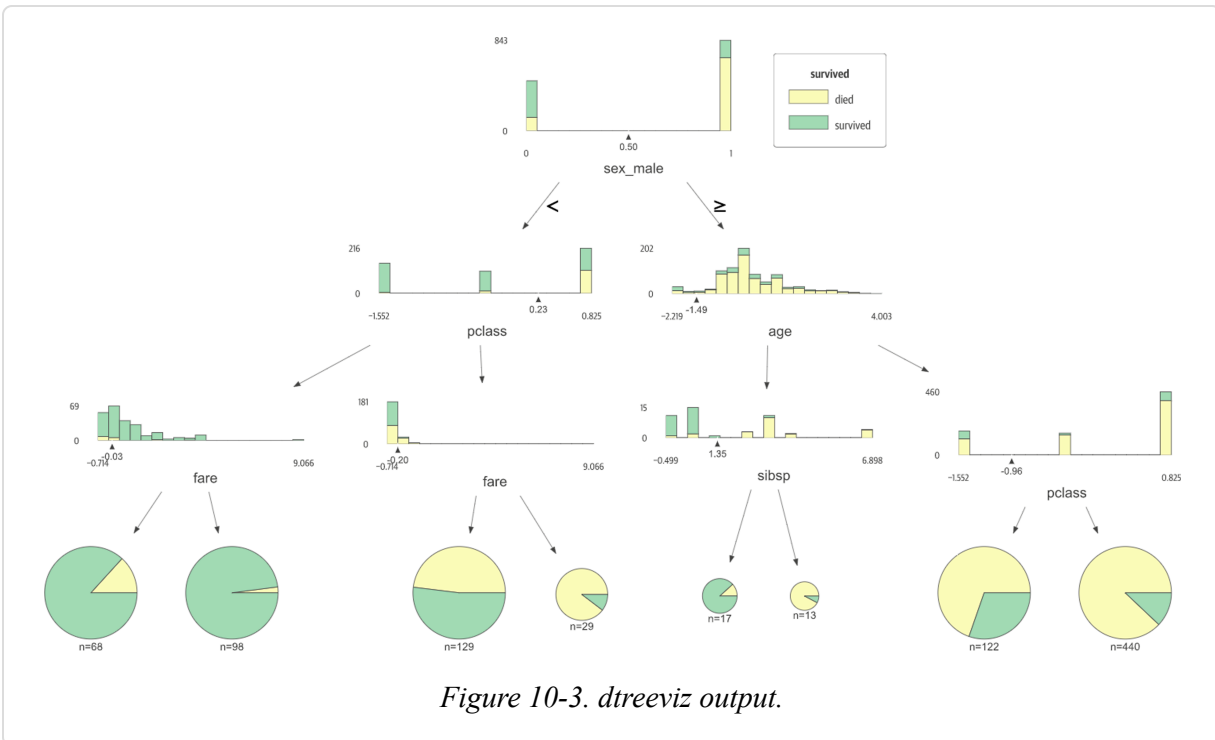 843
survived
died
survived
0
0.50
0 1
sex_male
< ≥
216 202
0 0
0.23 -1.49
−1.552 0.825 −2.219 4.003
pclass age
69 181 15 460
0 0 0 0
-0.03 -0.20 1.35 -0.96
−0.714 9.066 −0.714 9.066 −0.499 6.898 −1.552 0.825
fare fare sibsp pclass
n=68 n=98 n=129 n=29 n=17 n=13 n=122 n=440
Figure 10-3. dtreeviz output.